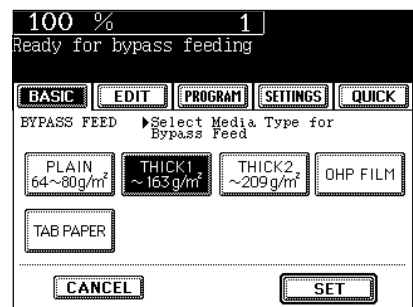 100 % 1
Ready for bypass feeding
BASIC EDIT PROGRAM SETTINGS QUICK
BYPASS FEED ▶Select Media Type for
Bypass Feed
PLAIN THICK1 THICK2 OHP FILM
64~80g/m² ~163g/m² ~209g/m²
TAB PAPER
CANCEL SET